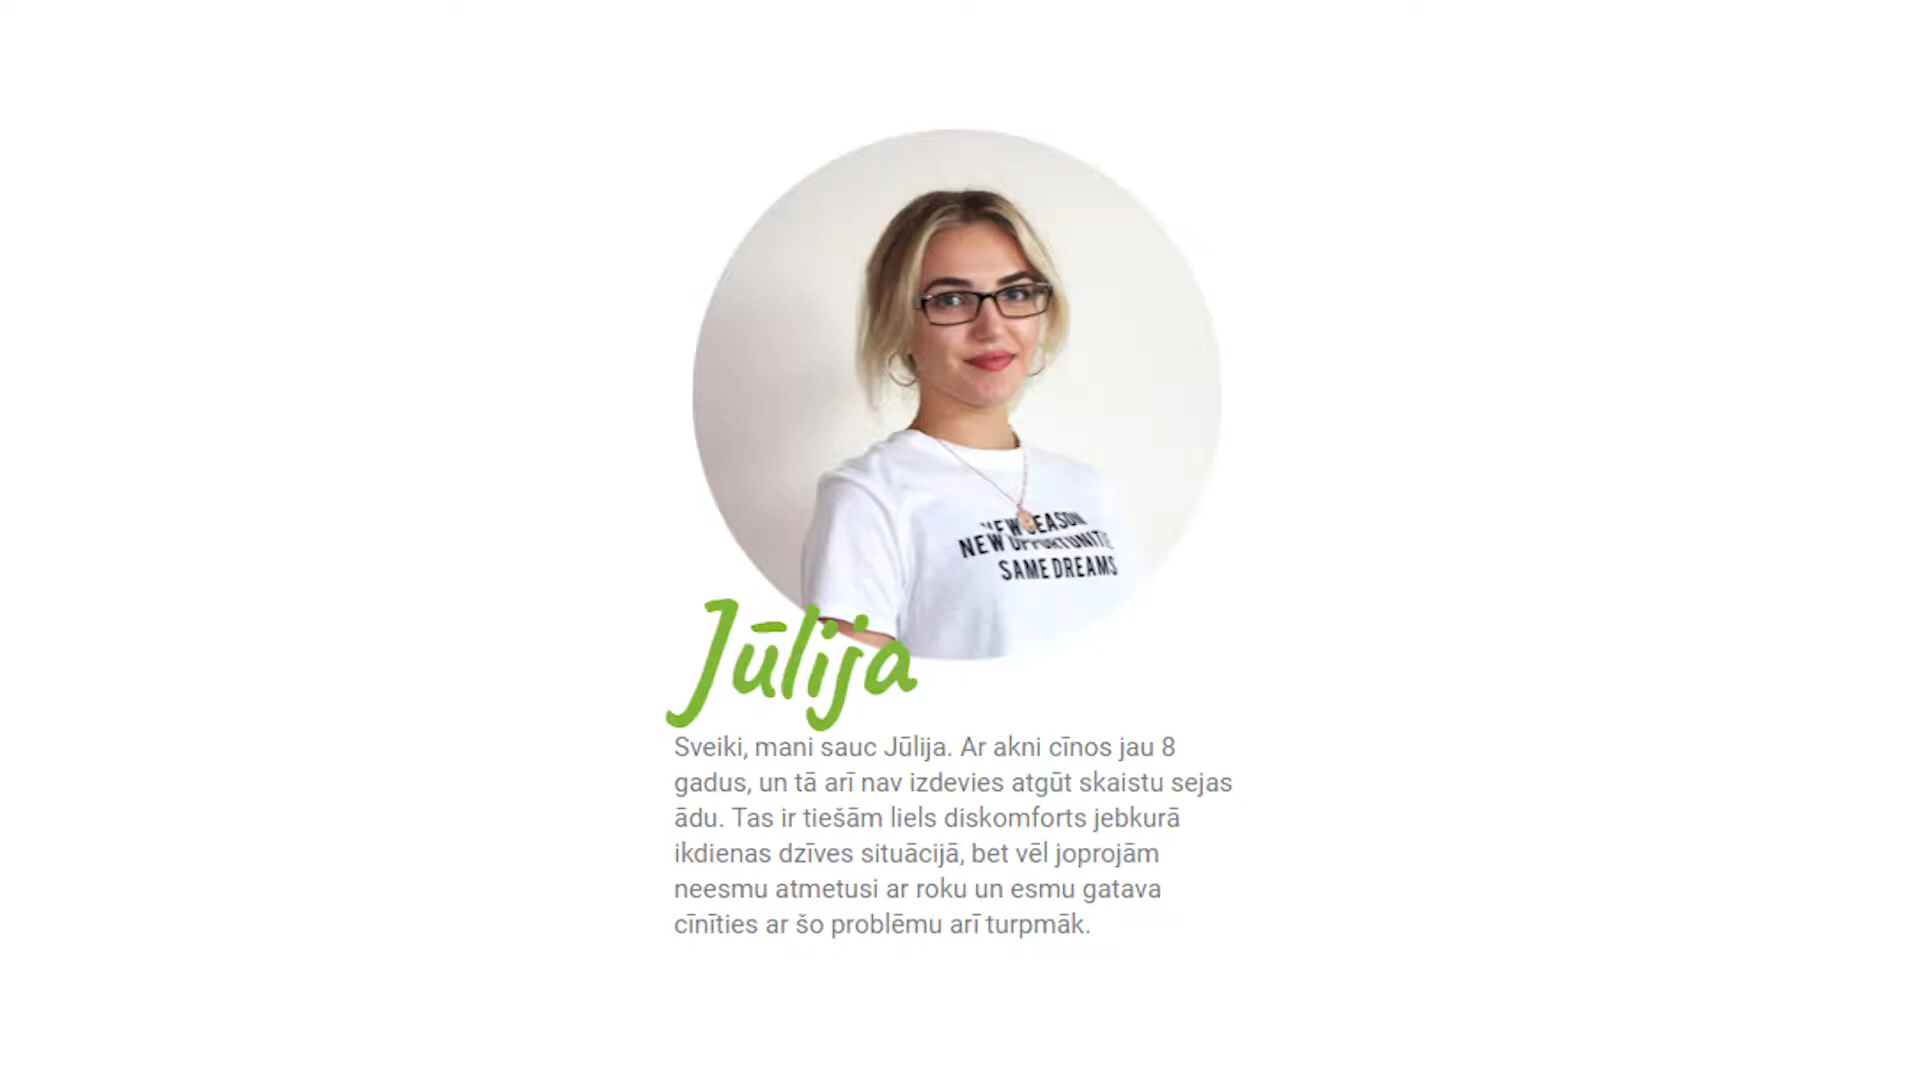 SEASON
NEW OPPORTUNITIE
SAME DREAMS
Jūlija
Sveiki, mani sauc Jūlija. Ar akni cīnos jau 8
gadus, un tā arī nav izdevies atgūt skaistu sejas
ādu. Tas ir tiešām liels diskomforts jebkurā
ikdienas dzīves situācijā, bet vēl joprojām
neesmu atmetusi ar roku un esmu gatava
cīnīties ar šo problēmu arī turpmāk.